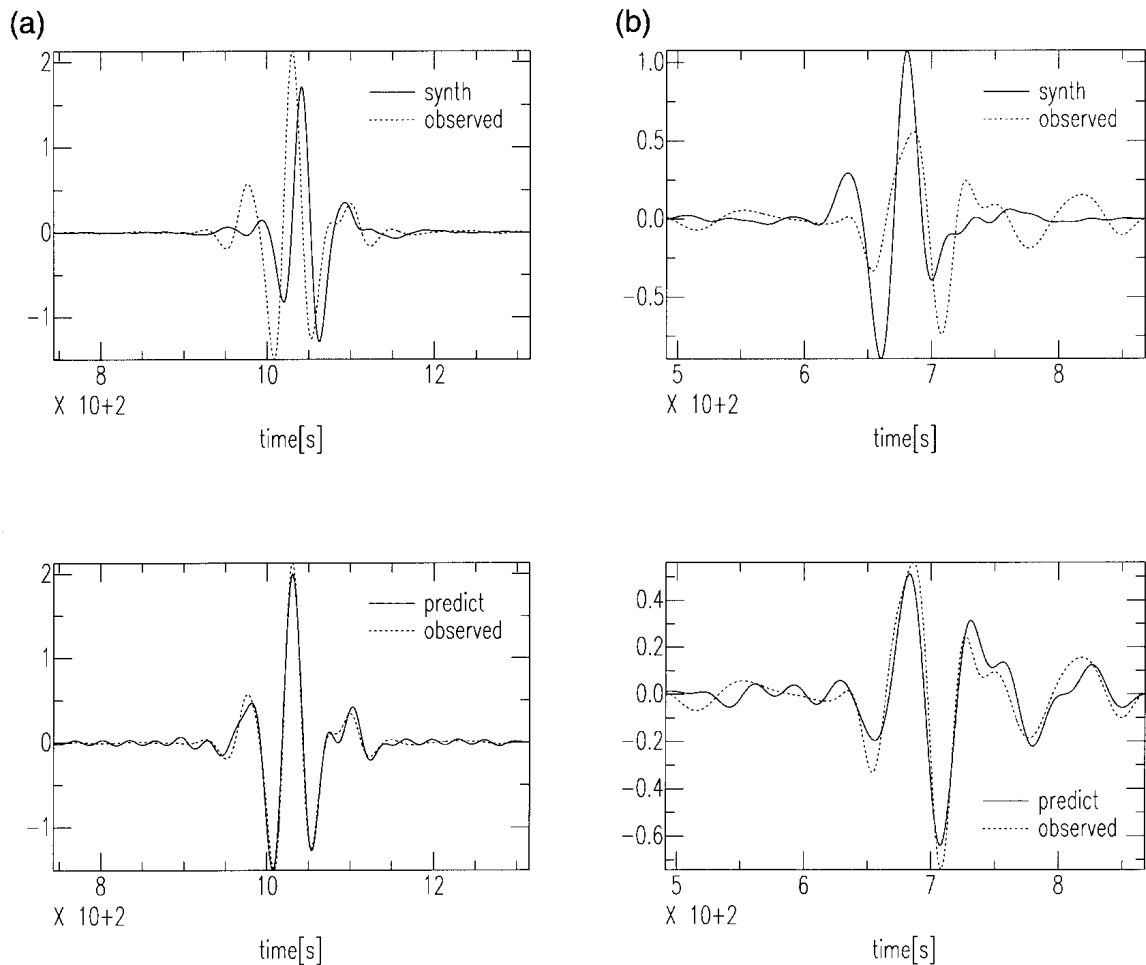 (a)
2
1
0
−1
synth
observed
8
10
12
X 10+2
time[s]
(b)
1.0
0.5
0.0
−0.5
synth
observed
5
6
7
8
X 10+2
time[s]
2
1
0
−1
predict
observed
8
10
12
X 10+2
time[s]
0.4
0.2
0.0
−0.2
−0.4
−0.6
predict
observed
5
6
7
8
X 10+2
time[s]